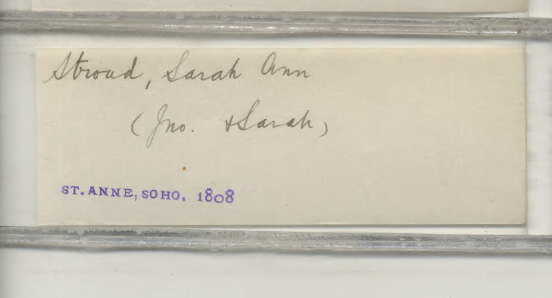 Stroud, Sarah Ann
(Jno. & Sarah)
ST. ANNE, SOHO. 1808